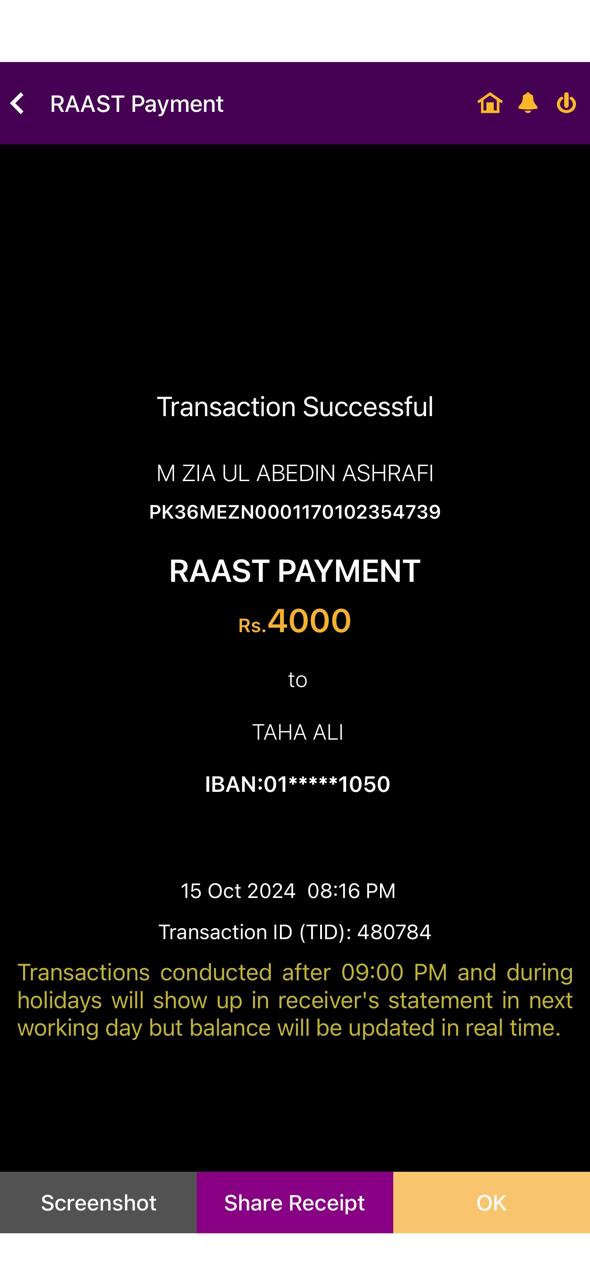 RAAST Payment
Transaction Successful
M ZIA UL ABEDIN ASHRAFI
PK36MEZN0001170102354739
RAAST PAYMENT
Rs.4000
to
TAHA ALI
IBAN:01*****1050
15 Oct 2024 08:16 PM
Transaction ID (TID): 480784
Transactions conducted after 09:00 PM and during
holidays will show up in receiver's statement in next
working day but balance will be updated in real time.
Screenshot
Share Receipt
OK